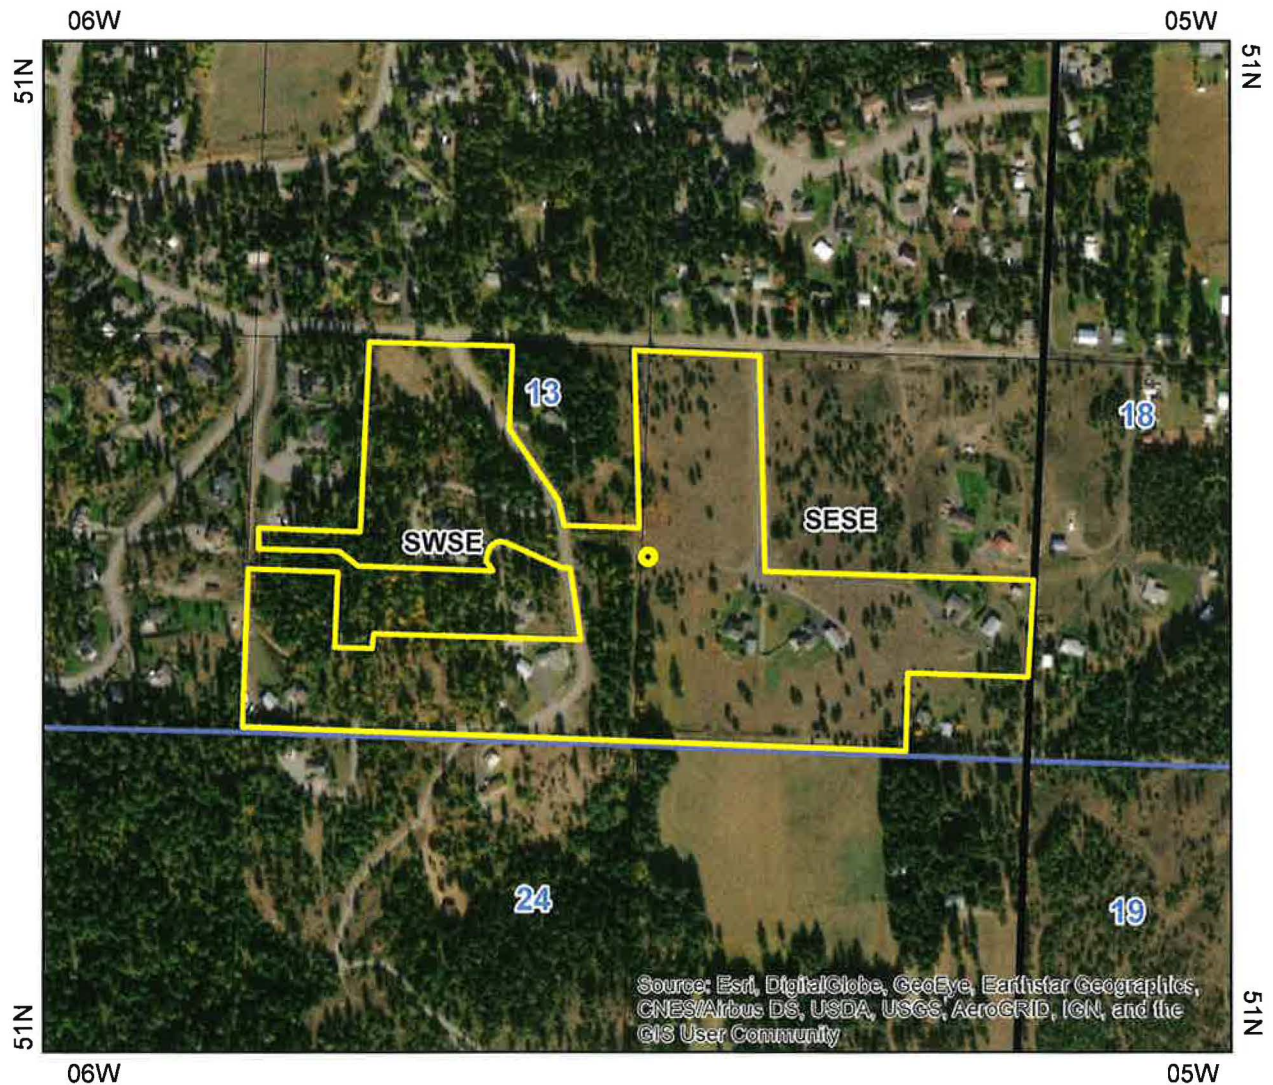 06W 05W
51N 51N
13
18
SESE
SWSE
24
19
Source: Esri, DigitalGlobe, GeoEye, Earthstar Geographics,
CNES/Airbus DS, USDA, USGS, AeroGRID, IGN, and the
GIS User Community
51N 51N
06W 05W